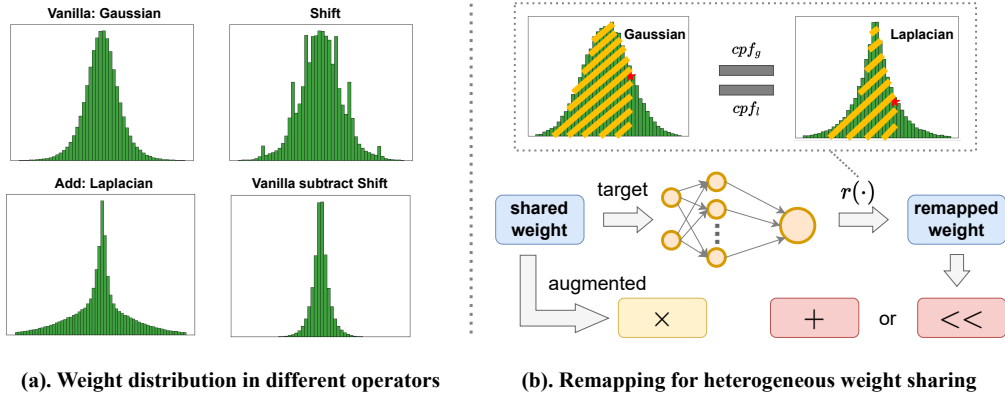 Vanilla: Gaussian
Shift
Add: Laplacian
Vanilla subtract Shift
(a). Weight distribution in different operators
Gaussian
cpf_g
cpf_l
Laplacian
shared
weight
target
r(·)
remapped
weight
augmented
×
+
or
<<
(b). Remapping for heterogeneous weight sharing